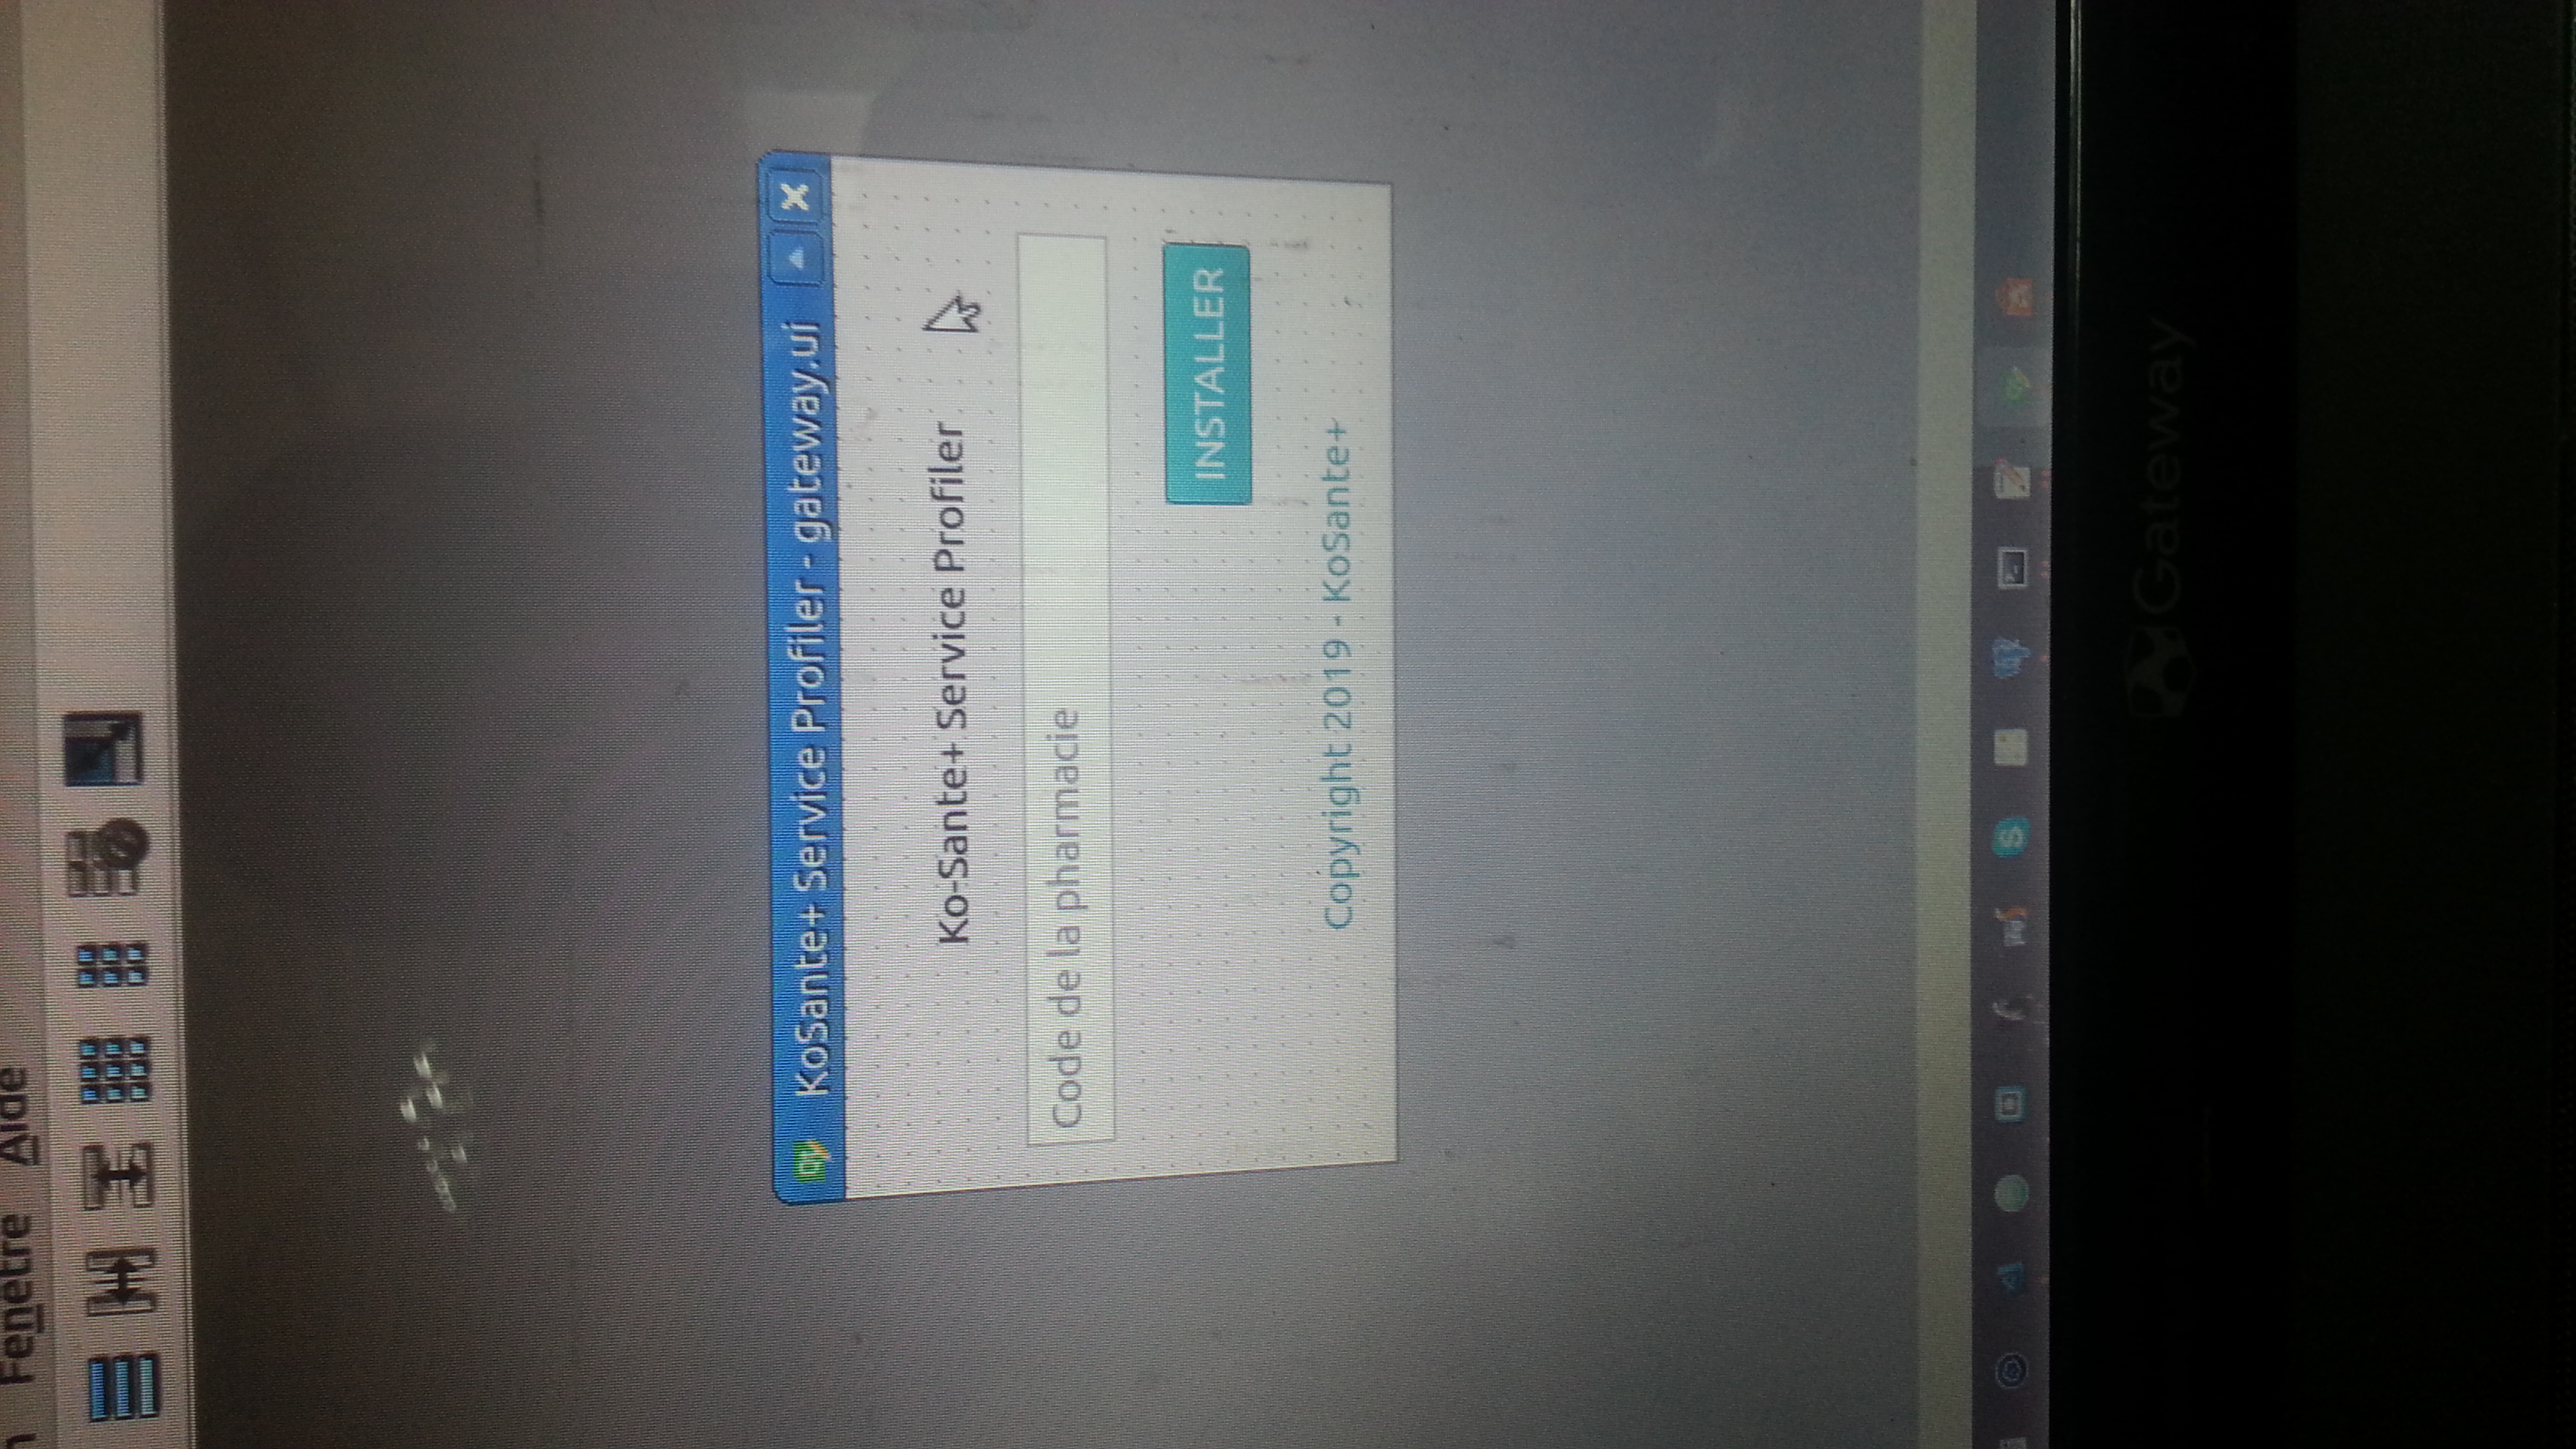 Fenêtre Aide
KoSante+ Service Profiler - gateway.ui
Ko-Sante+ Service Profiler
Code de la pharmacie
INSTALLER
Copyright 2019 - KoSante+
Gateway